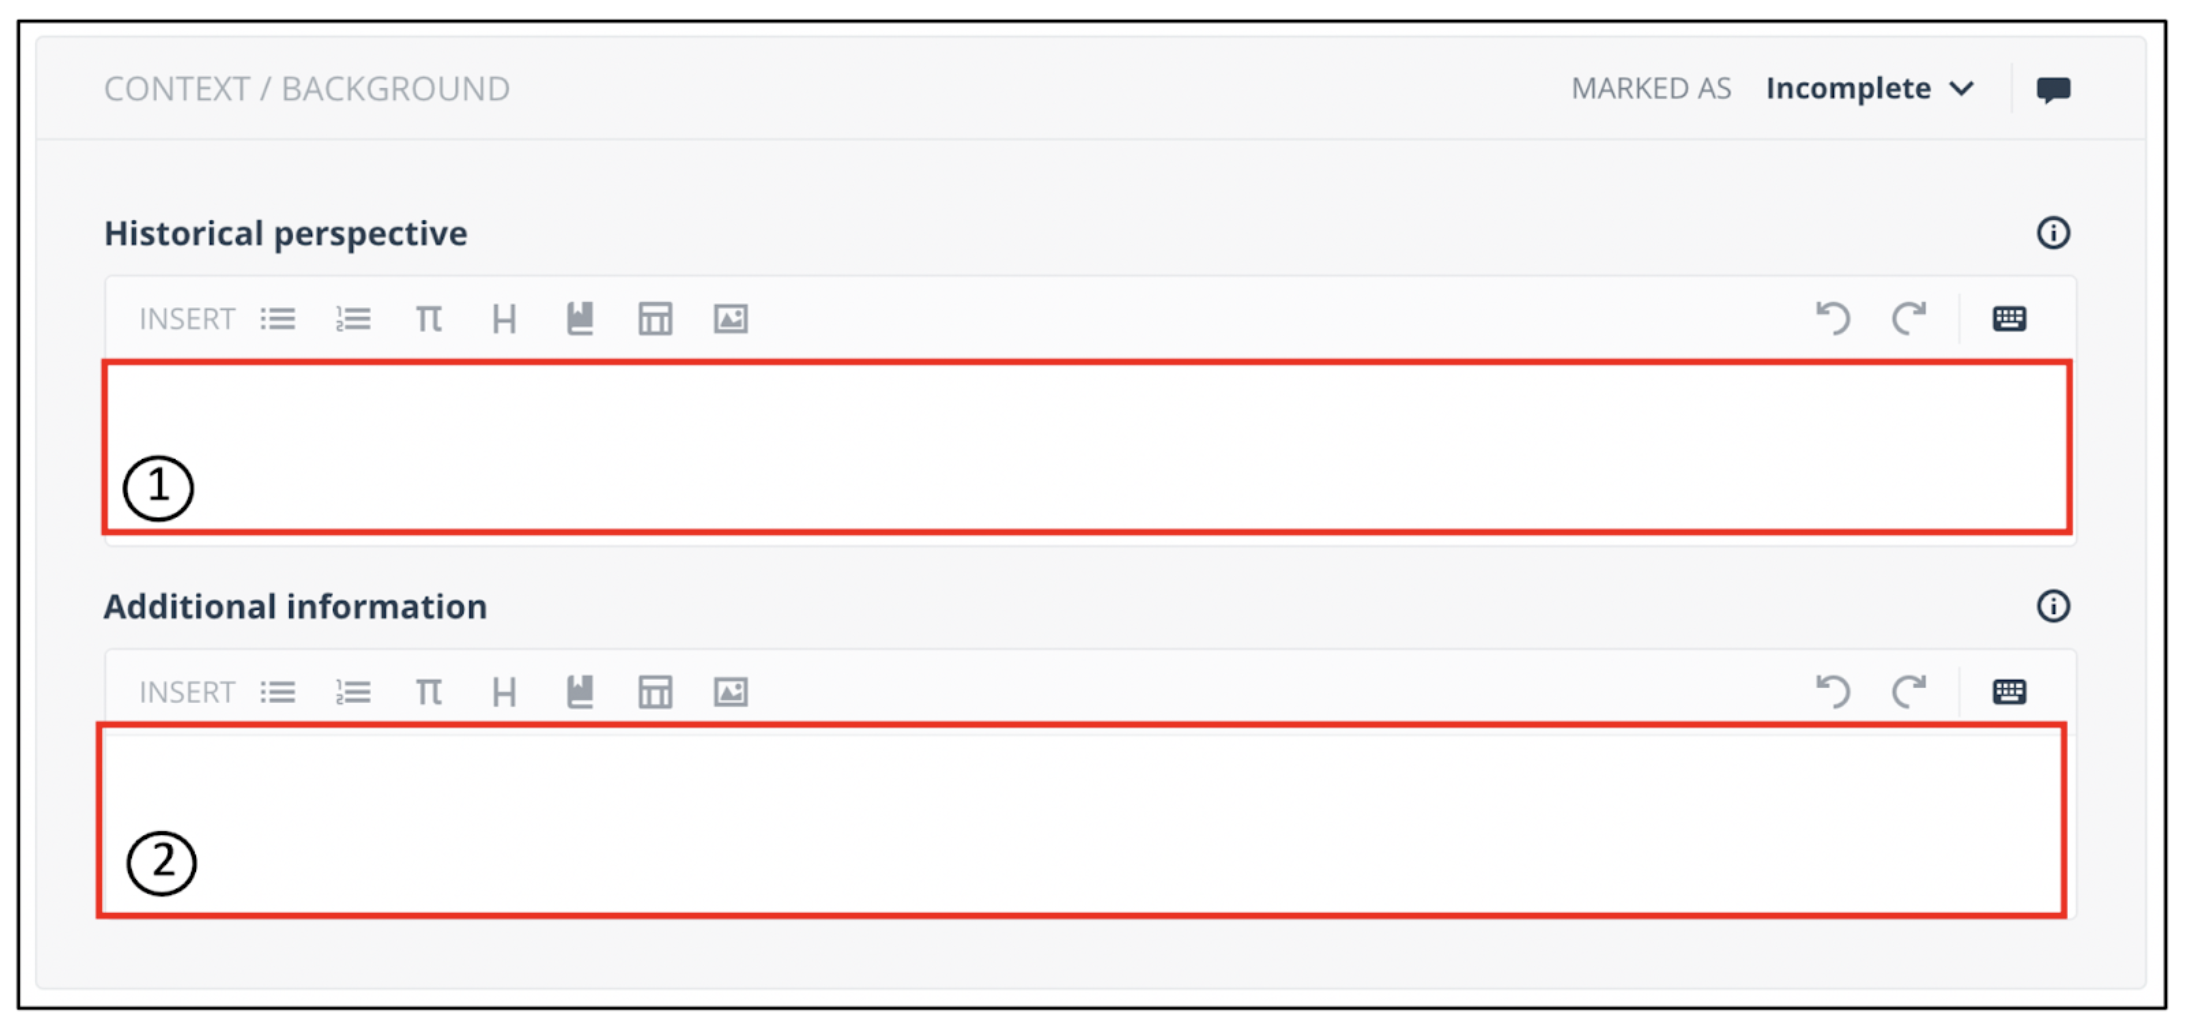 CONTEXT / BACKGROUND MARKED AS Incomplete
Historical perspective
INSERT π H
1
Additional information
INSERT π H
2